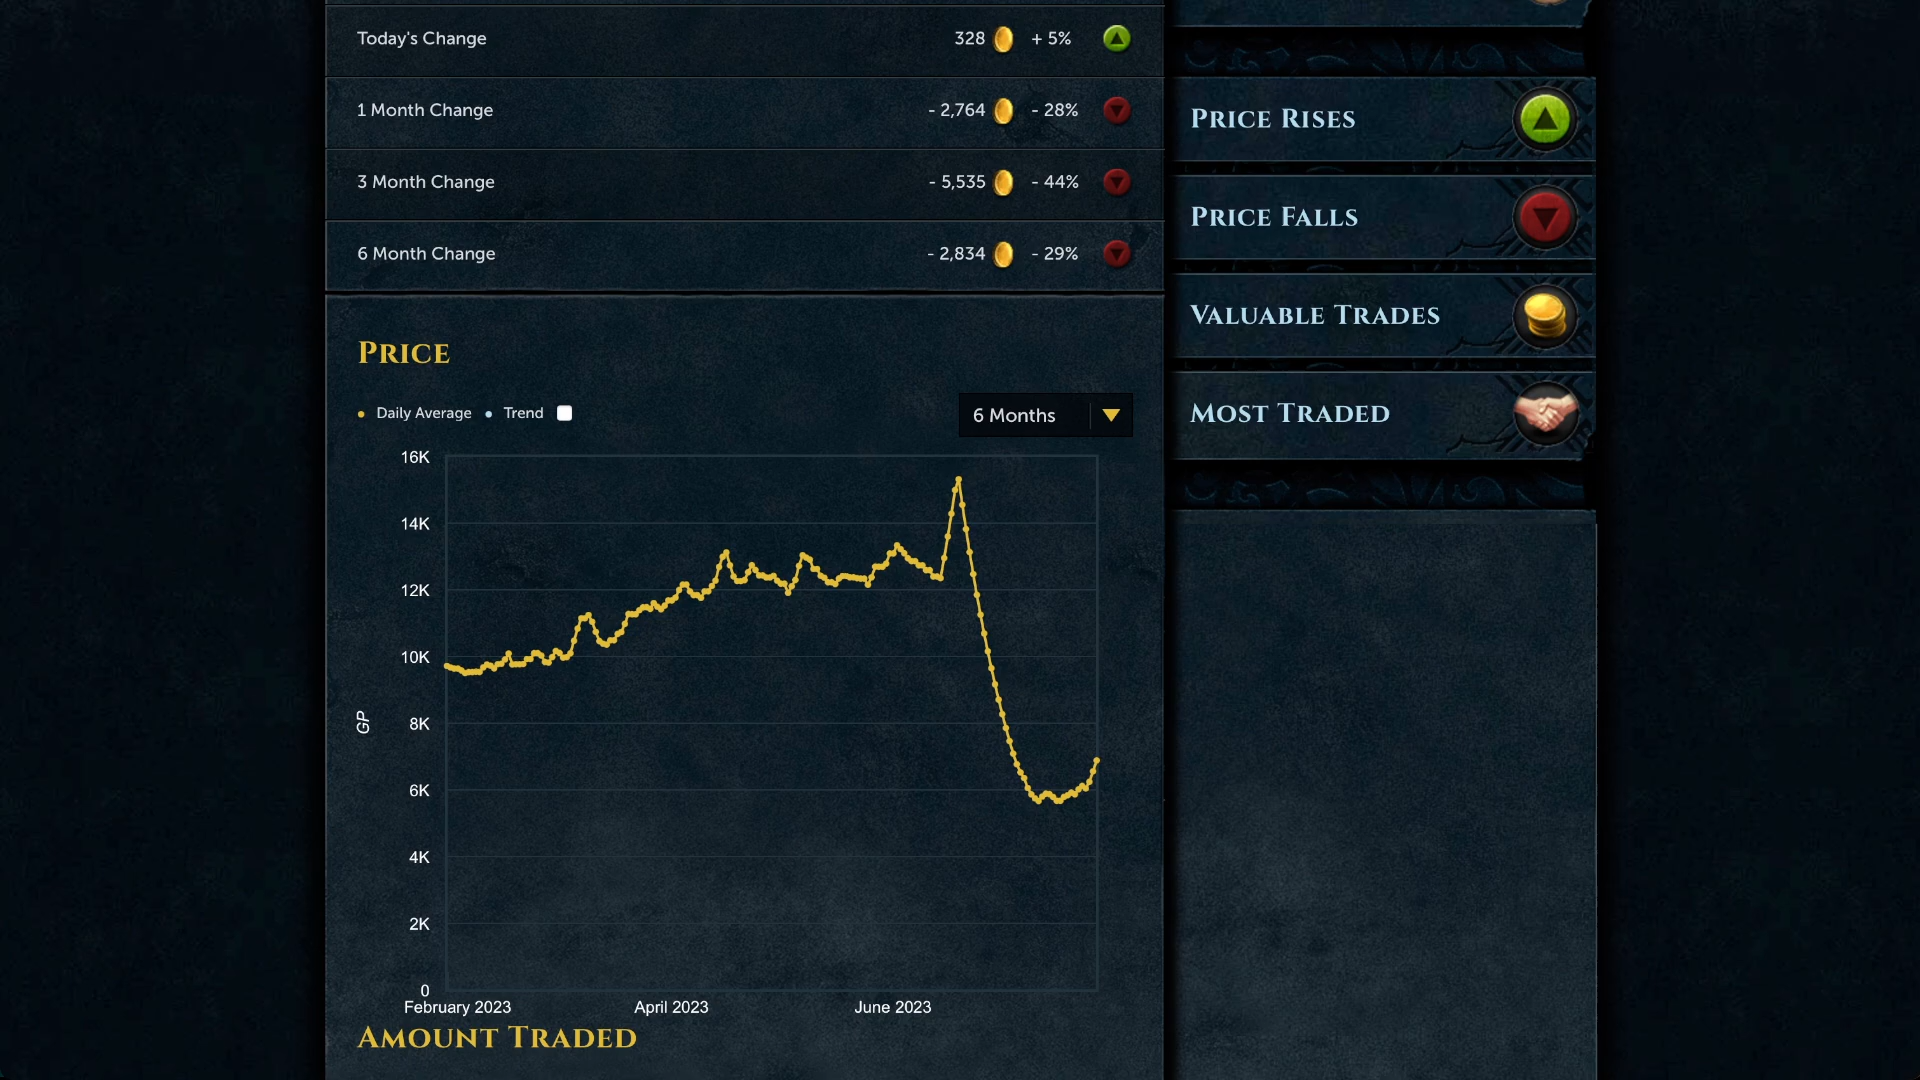 Today's Change 328 + 5%
1 Month Change - 2,764 - 28%
3 Month Change - 5,535 - 44%
6 Month Change - 2,834 - 29%
Price
Daily Average Trend
6 Months
16K
14K
12K
10K
8K
6K
4K
2K
0
GP
February 2023 April 2023 June 2023
Amount Traded
Price Rises
Price Falls
Valuable Trades
Most Traded